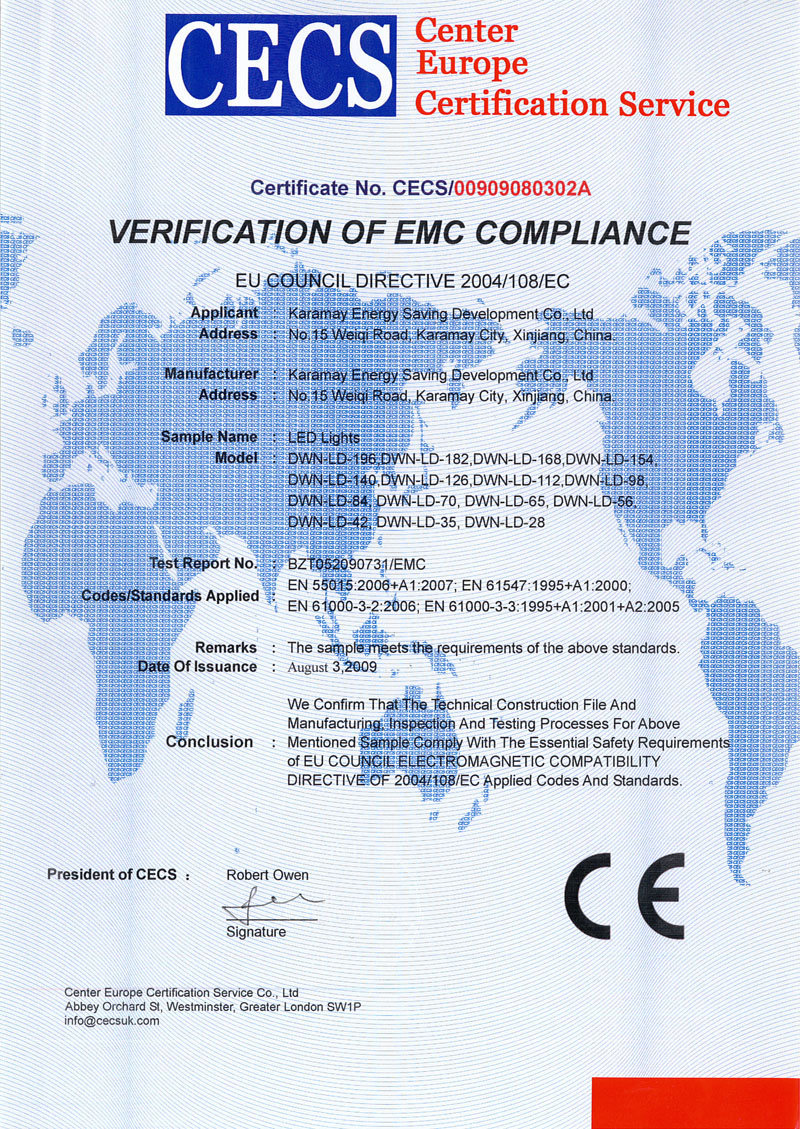 CECS
Center
Europe
Certification Service
Certificate No. CECS/00909080302A
VERIFICATION OF EMC COMPLIANCE
EU COUNCIL DIRECTIVE 2004/108/EC
Applicant : Karamay Energy Saving Development Co., Ltd
Address : No.15 Weiqi Road, Karamay City, Xinjiang, China.
Manufacturer : Karamay Energy Saving Development Co., Ltd
Address : No.15 Weiqi Road, Karamay City, Xinjiang, China.
Sample Name : LED Lights
Model : DWN-LD-196,DWN-LD-182,DWN-LD-168,DWN-LD-154,
DWN-LD-140,DWN-LD-126,DWN-LD-112,DWN-LD-98,
DWN-LD-84, DWN-LD-70, DWN-LD-65, DWN-LD-56,
DWN-LD-42, DWN-LD-35, DWN-LD-28
Test Report No. : BZT052090731/EMC
Codes/Standards Applied : EN 55015:2006+A1:2007; EN 61547:1995+A1:2000;
EN 61000-3-2:2006; EN 61000-3-3:1995+A1:2001+A2:2005
Remarks : The sample meets the requirements of the above standards.
Date Of Issuance : August 3,2009
We Confirm That The Technical Construction File And
Manufacturing, Inspection And Testing Processes For Above
Conclusion : Mentioned Sample Comply With The Essential Safety Requirements
of EU COUNCIL ELECTROMAGNETIC COMPATIBILITY
DIRECTIVE OF 2004/108/EC Applied Codes And Standards.
President of CECS : Robert Owen
Signature
CE
Center Europe Certification Service Co., Ltd
Abbey Orchard St, Westminster, Greater London SW1P
info@cecsuk.com